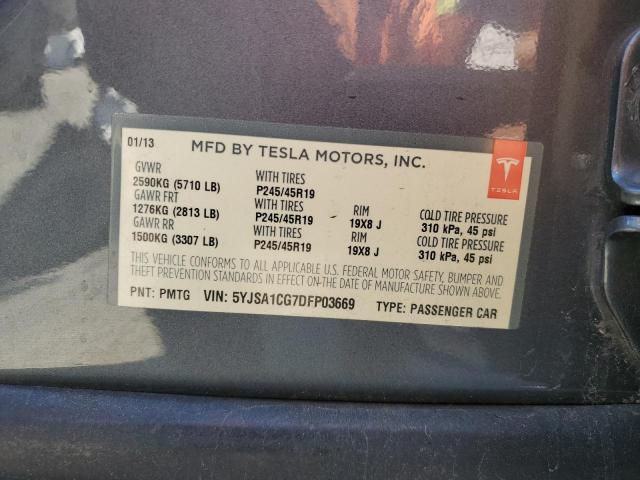 01/13 MFD BY TESLA MOTORS, INC.
TESLA
GVWR WITH TIRES
2590KG (5710 LB) P245/45R19
GAWR FRT WITH TIRES RIM COLD TIRE PRESSURE
1276KG (2813 LB) P245/45R19 19X8 J 310 kPa, 45 psi
GAWR RR WITH TIRES RIM COLD TIRE PRESSURE
1500KG (3307 LB) P245/45R19 19X8 J 310 kPa, 45 psi
THIS VEHICLE CONFORMS TO ALL APPLICABLE U.S. FEDERAL MOTOR SAFETY, BUMPER AND
THEFT PREVENTION STANDARDS IN EFFECT ON THE DATE OF MANUFACTURE SHOWN ABOVE.
PNT: PMTG VIN: 5YJSA1CG7DFP03669 TYPE: PASSENGER CAR